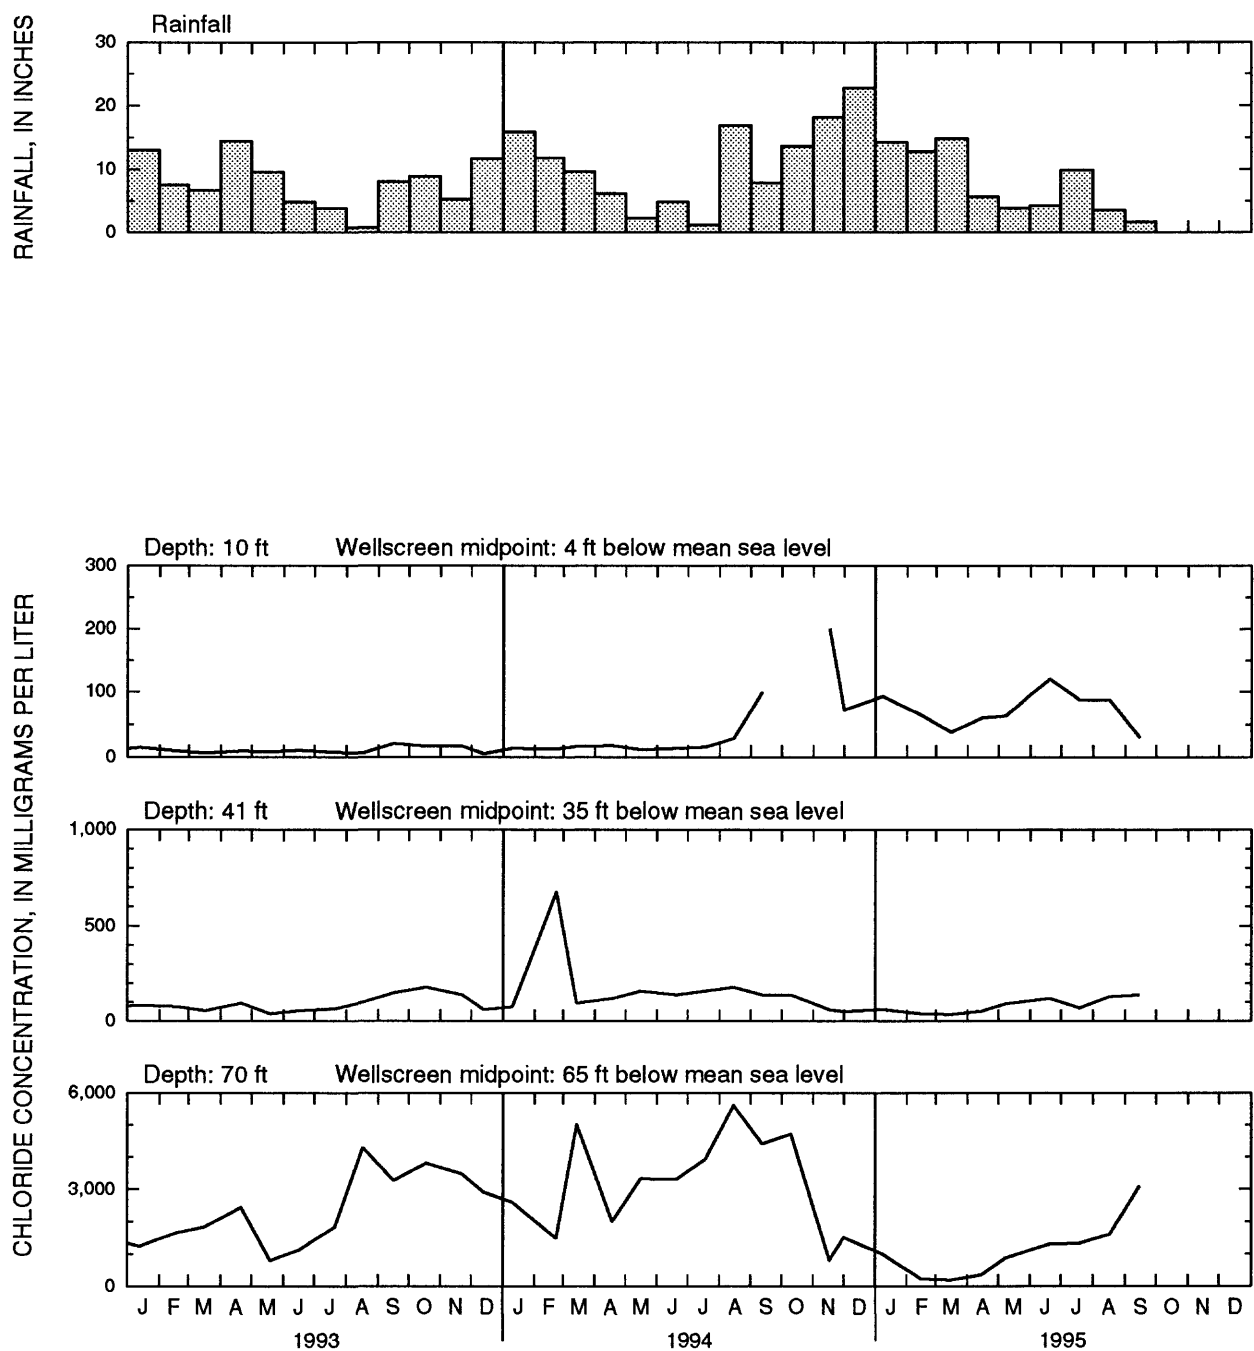 Rainfall
RAINFALL, IN INCHES
30
20
10
0
CHLORIDE CONCENTRATION, IN MILLIGRAMS PER LITER
Depth: 10 ft Wellscreen midpoint: 4 ft below mean sea level
300
200
100
0
Depth: 41 ft Wellscreen midpoint: 35 ft below mean sea level
1,000
500
0
Depth: 70 ft Wellscreen midpoint: 65 ft below mean sea level
6,000
3,000
0
J F M A M J J A S O N D J F M A M J J A S O N D J F M A M J J A S O N D
1993 1994 1995